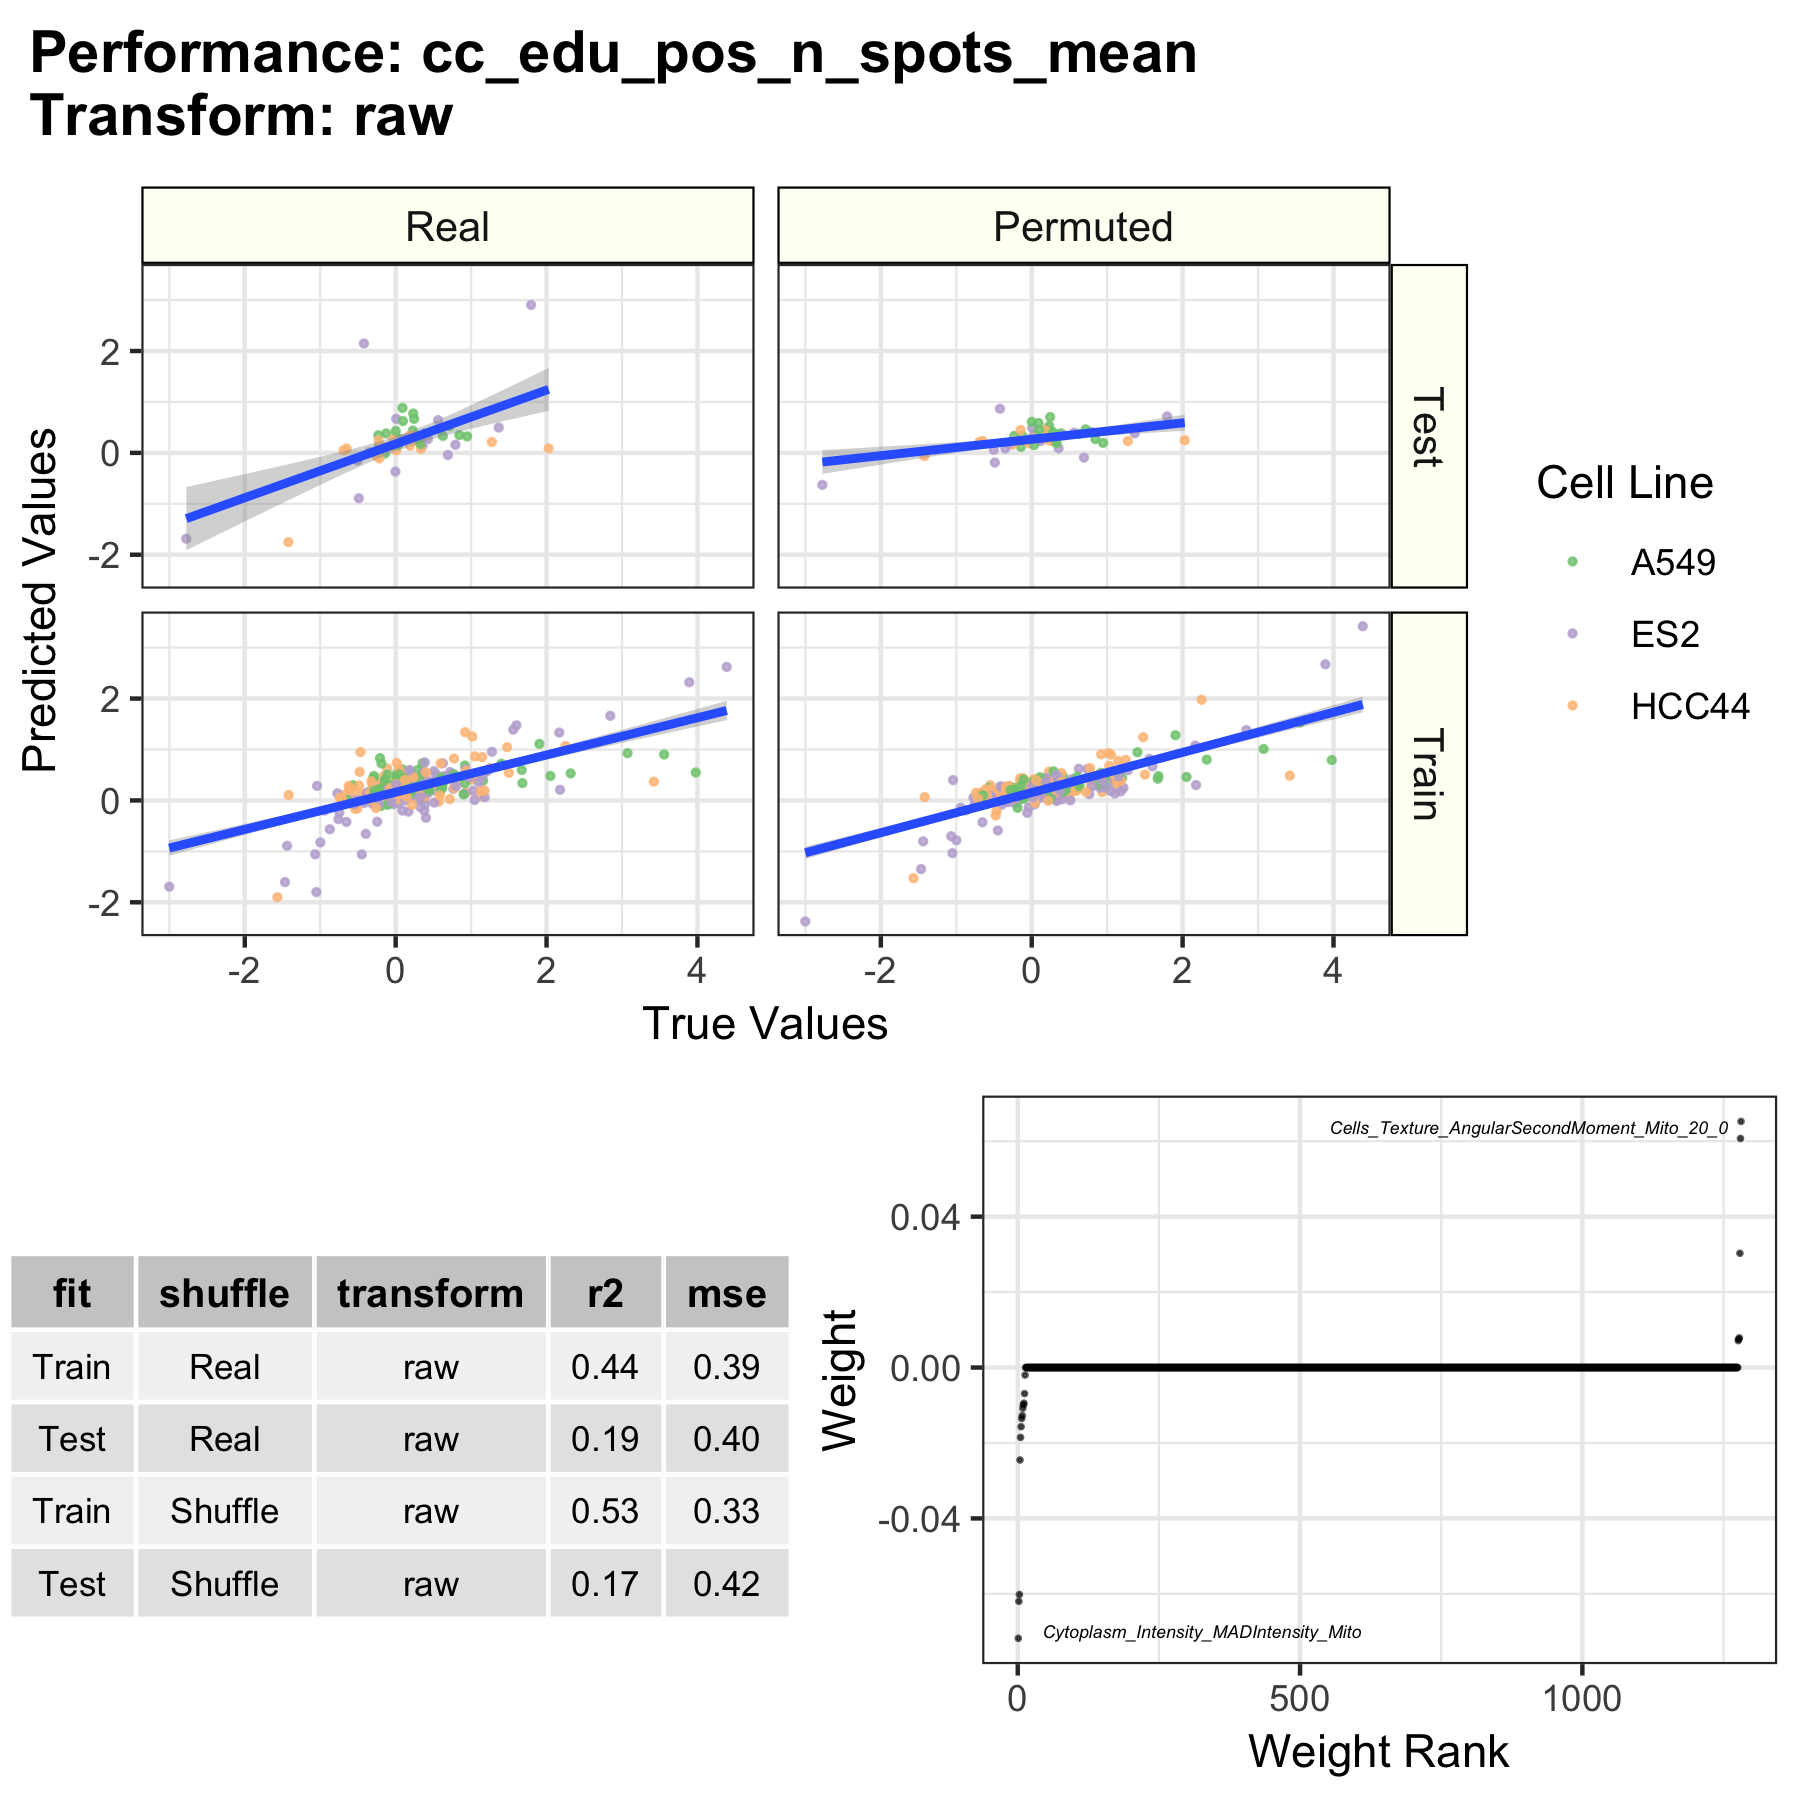 Performance: cc_edu_pos_n_spots_mean
Transform: raw
Real
Permuted
2
0
-2
Test
2
0
-2
Train
Predicted Values
-2
0
2
4
-2
0
2
4
True Values
Cell Line
A549
ES2
HCC44
fit shuffle transform r2 mse
Train Real raw 0.44 0.39
Test Real raw 0.19 0.40
Train Shuffle raw 0.53 0.33
Test Shuffle raw 0.17 0.42
Cells_Texture_AngularSecondMoment_Mito_20_0
0.04
0.00
-0.04
Weight
Cytoplasm_Intensity_MADIntensity_Mito
0
500
1000
Weight Rank